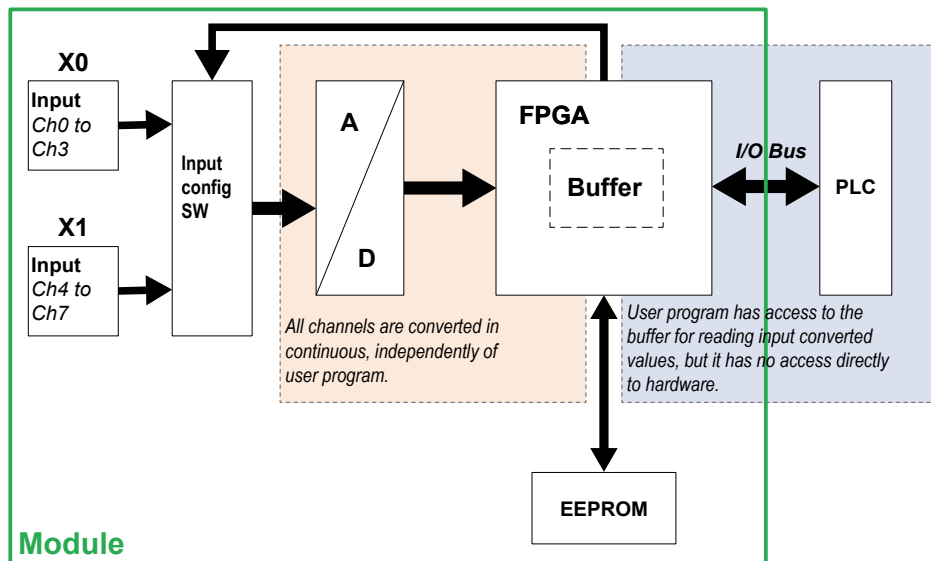 X0
Input
Ch0 to
Ch3
X1
Input
Ch4 to
Ch7
Input
config
SW
A
D
All channels are converted in
continuous, independently of
user program.
FPGA
Buffer
I/O Bus
PLC
User program has access to the
buffer for reading input converted
values, but it has no access directly
to hardware.
EEPROM
Module